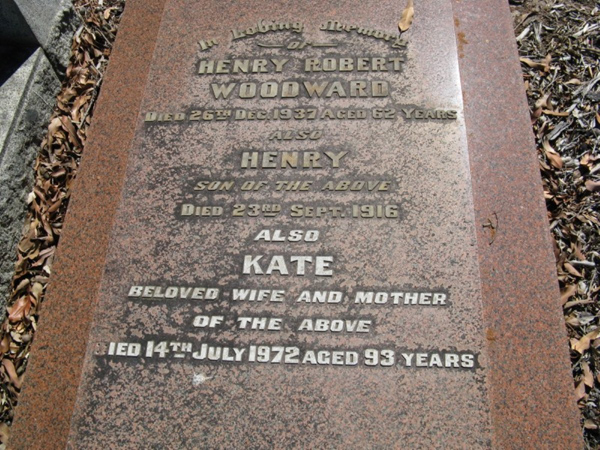 In Loving Memory
of
HENRY ROBERT
WOODWARD
DIED 26TH DEC. 1937 AGED 62 YEARS
ALSO
HENRY
SON OF THE ABOVE
DIED 23RD SEPT. 1916
ALSO
KATE
BELOVED WIFE AND MOTHER
OF THE ABOVE
IED 14TH JULY 1972 AGED 93 YEARS